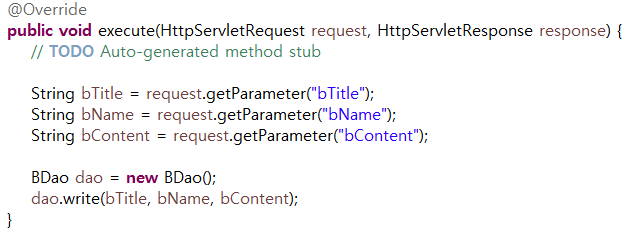 @Override
public void execute(HttpServletRequest request, HttpServletResponse response) {
// TODO Auto-generated method stub
String bTitle = request.getParameter("bTitle");
String bName = request.getParameter("bName");
String bContent = request.getParameter("bContent");
BDao dao = new BDao();
dao.write(bTitle, bName, bContent);
}